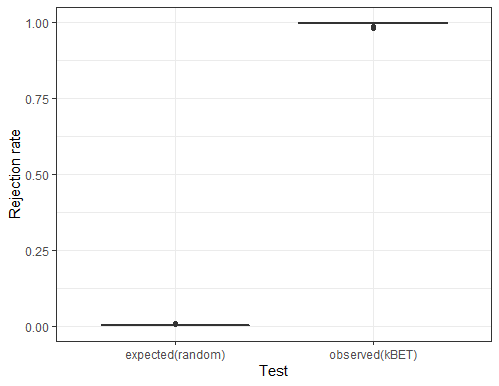 1.00
0.75
0.50
0.25
0.00
Rejection rate
expected(random)
observed(kBET)
Test